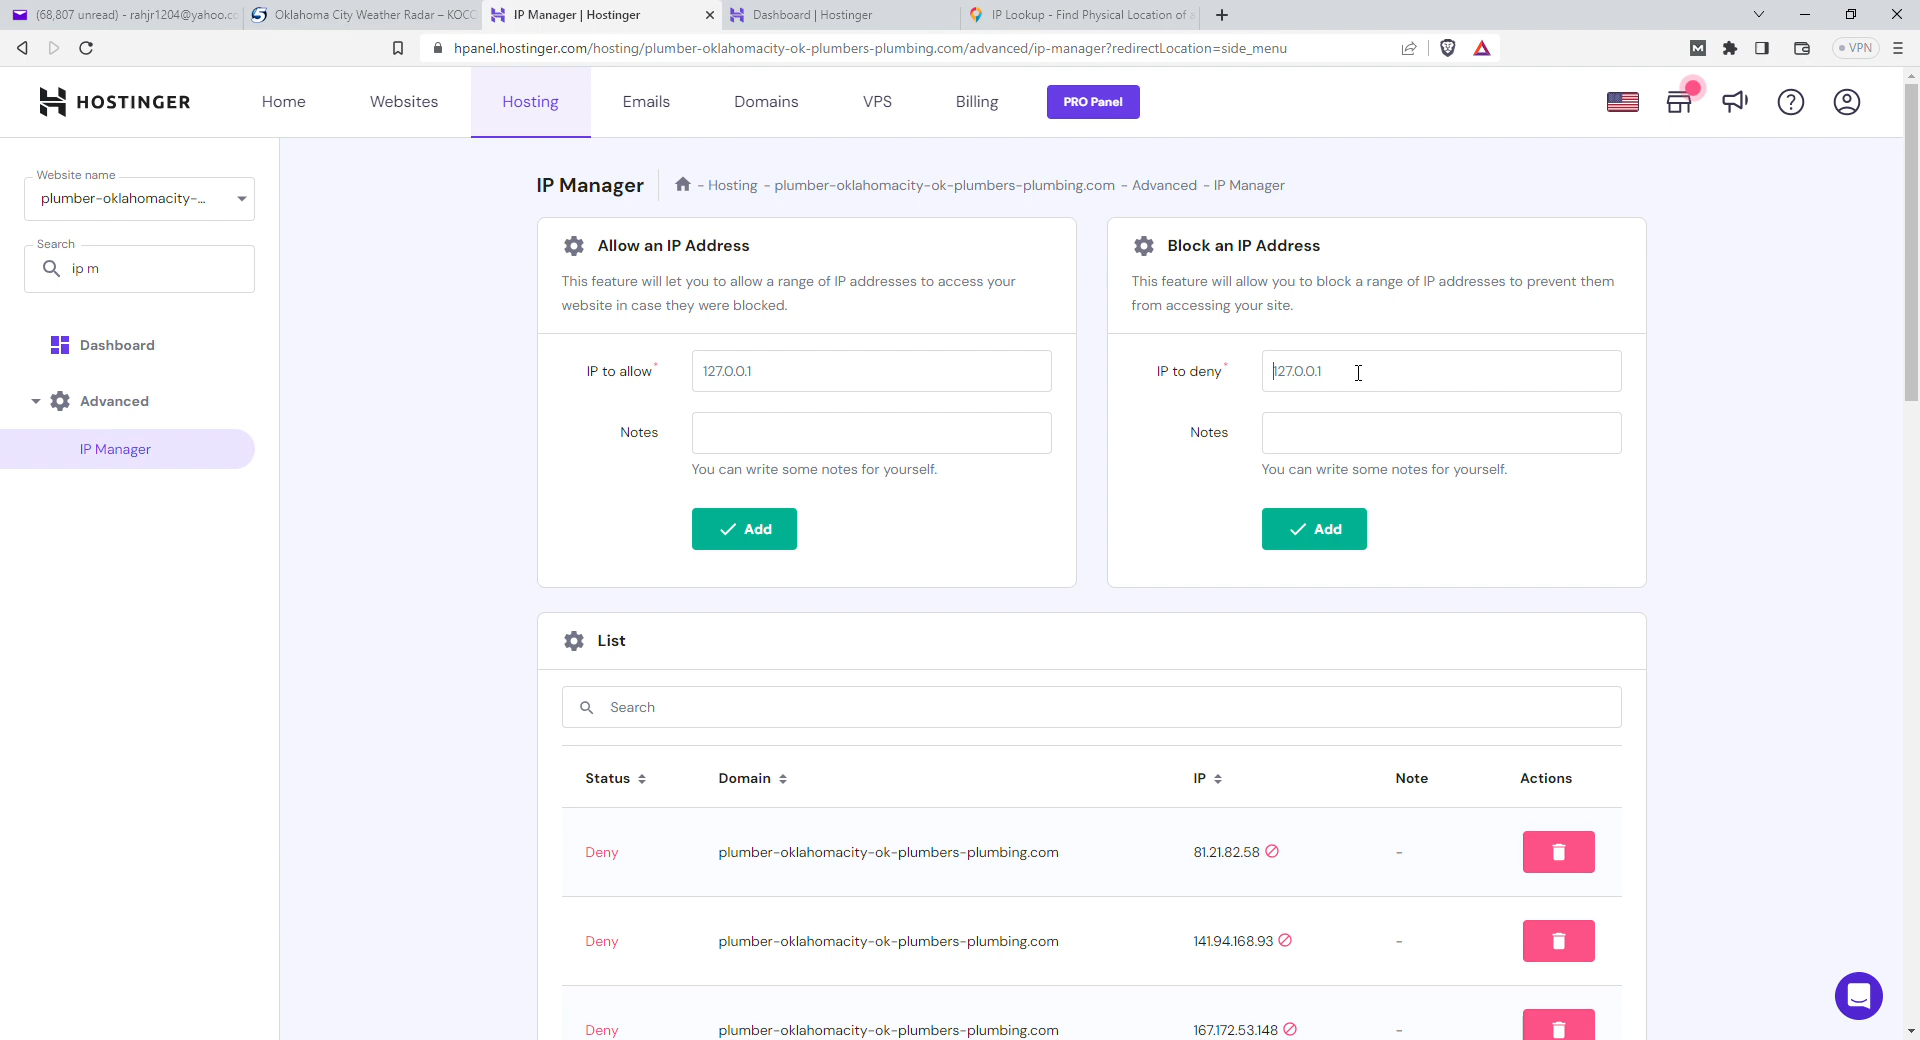 (68,807 unread) - rahjr1204@yahoo.co
Oklahoma City Weather Radar – KOCO
IP Manager | Hostinger
Dashboard | Hostinger
IP Lookup - Find Physical Location of a
hpanel.hostinger.com/hosting/plumber-oklahomacity-ok-plumbers-plumbing.com/advanced/ip-manager?redirectLocation=side_menu
VPN
HOSTINGER
Home
Websites
Hosting
Emails
Domains
VPS
Billing
PRO Panel
Website name
plumber-oklahomacity-...
Search
ip m
Dashboard
Advanced
IP Manager
IP Manager
- Hosting - plumber-oklahomacity-ok-plumbers-plumbing.com - Advanced - IP Manager
Allow an IP Address
This feature will let you to allow a range of IP addresses to access your
website in case they were blocked.
IP to allow*
127.0.0.1
Notes
You can write some notes for yourself.
Add
Block an IP Address
This feature will allow you to block a range of IP addresses to prevent them
from accessing your site.
IP to deny*
127.0.0.1
Notes
You can write some notes for yourself.
Add
List
Search
Status Domain IP Note Actions
Deny plumber-oklahomacity-ok-plumbers-plumbing.com 81.21.82.58 -
Deny plumber-oklahomacity-ok-plumbers-plumbing.com 141.94.168.93 -
Deny plumber-oklahomacity-ok-plumbers-plumbing.com 167.172.53.148 -